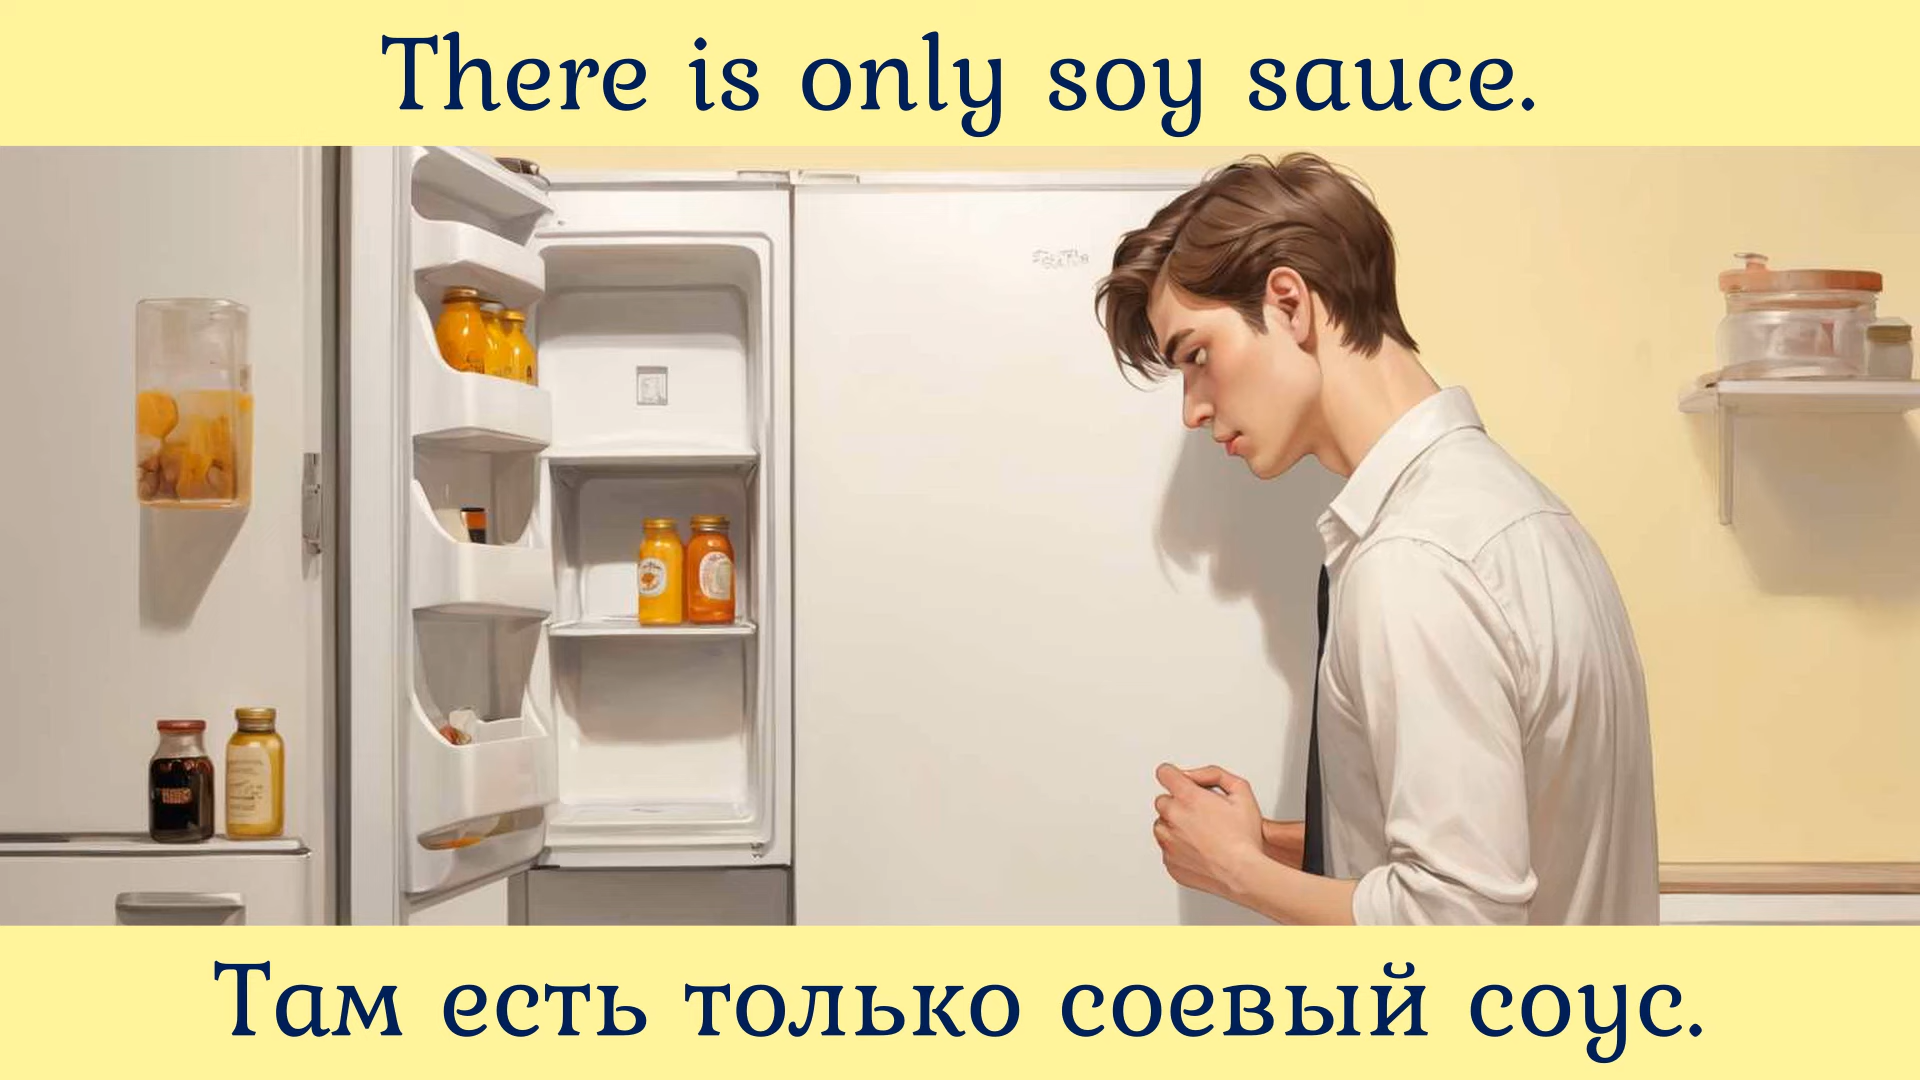 There is only soy sauce.
Там есть только соевый соус.